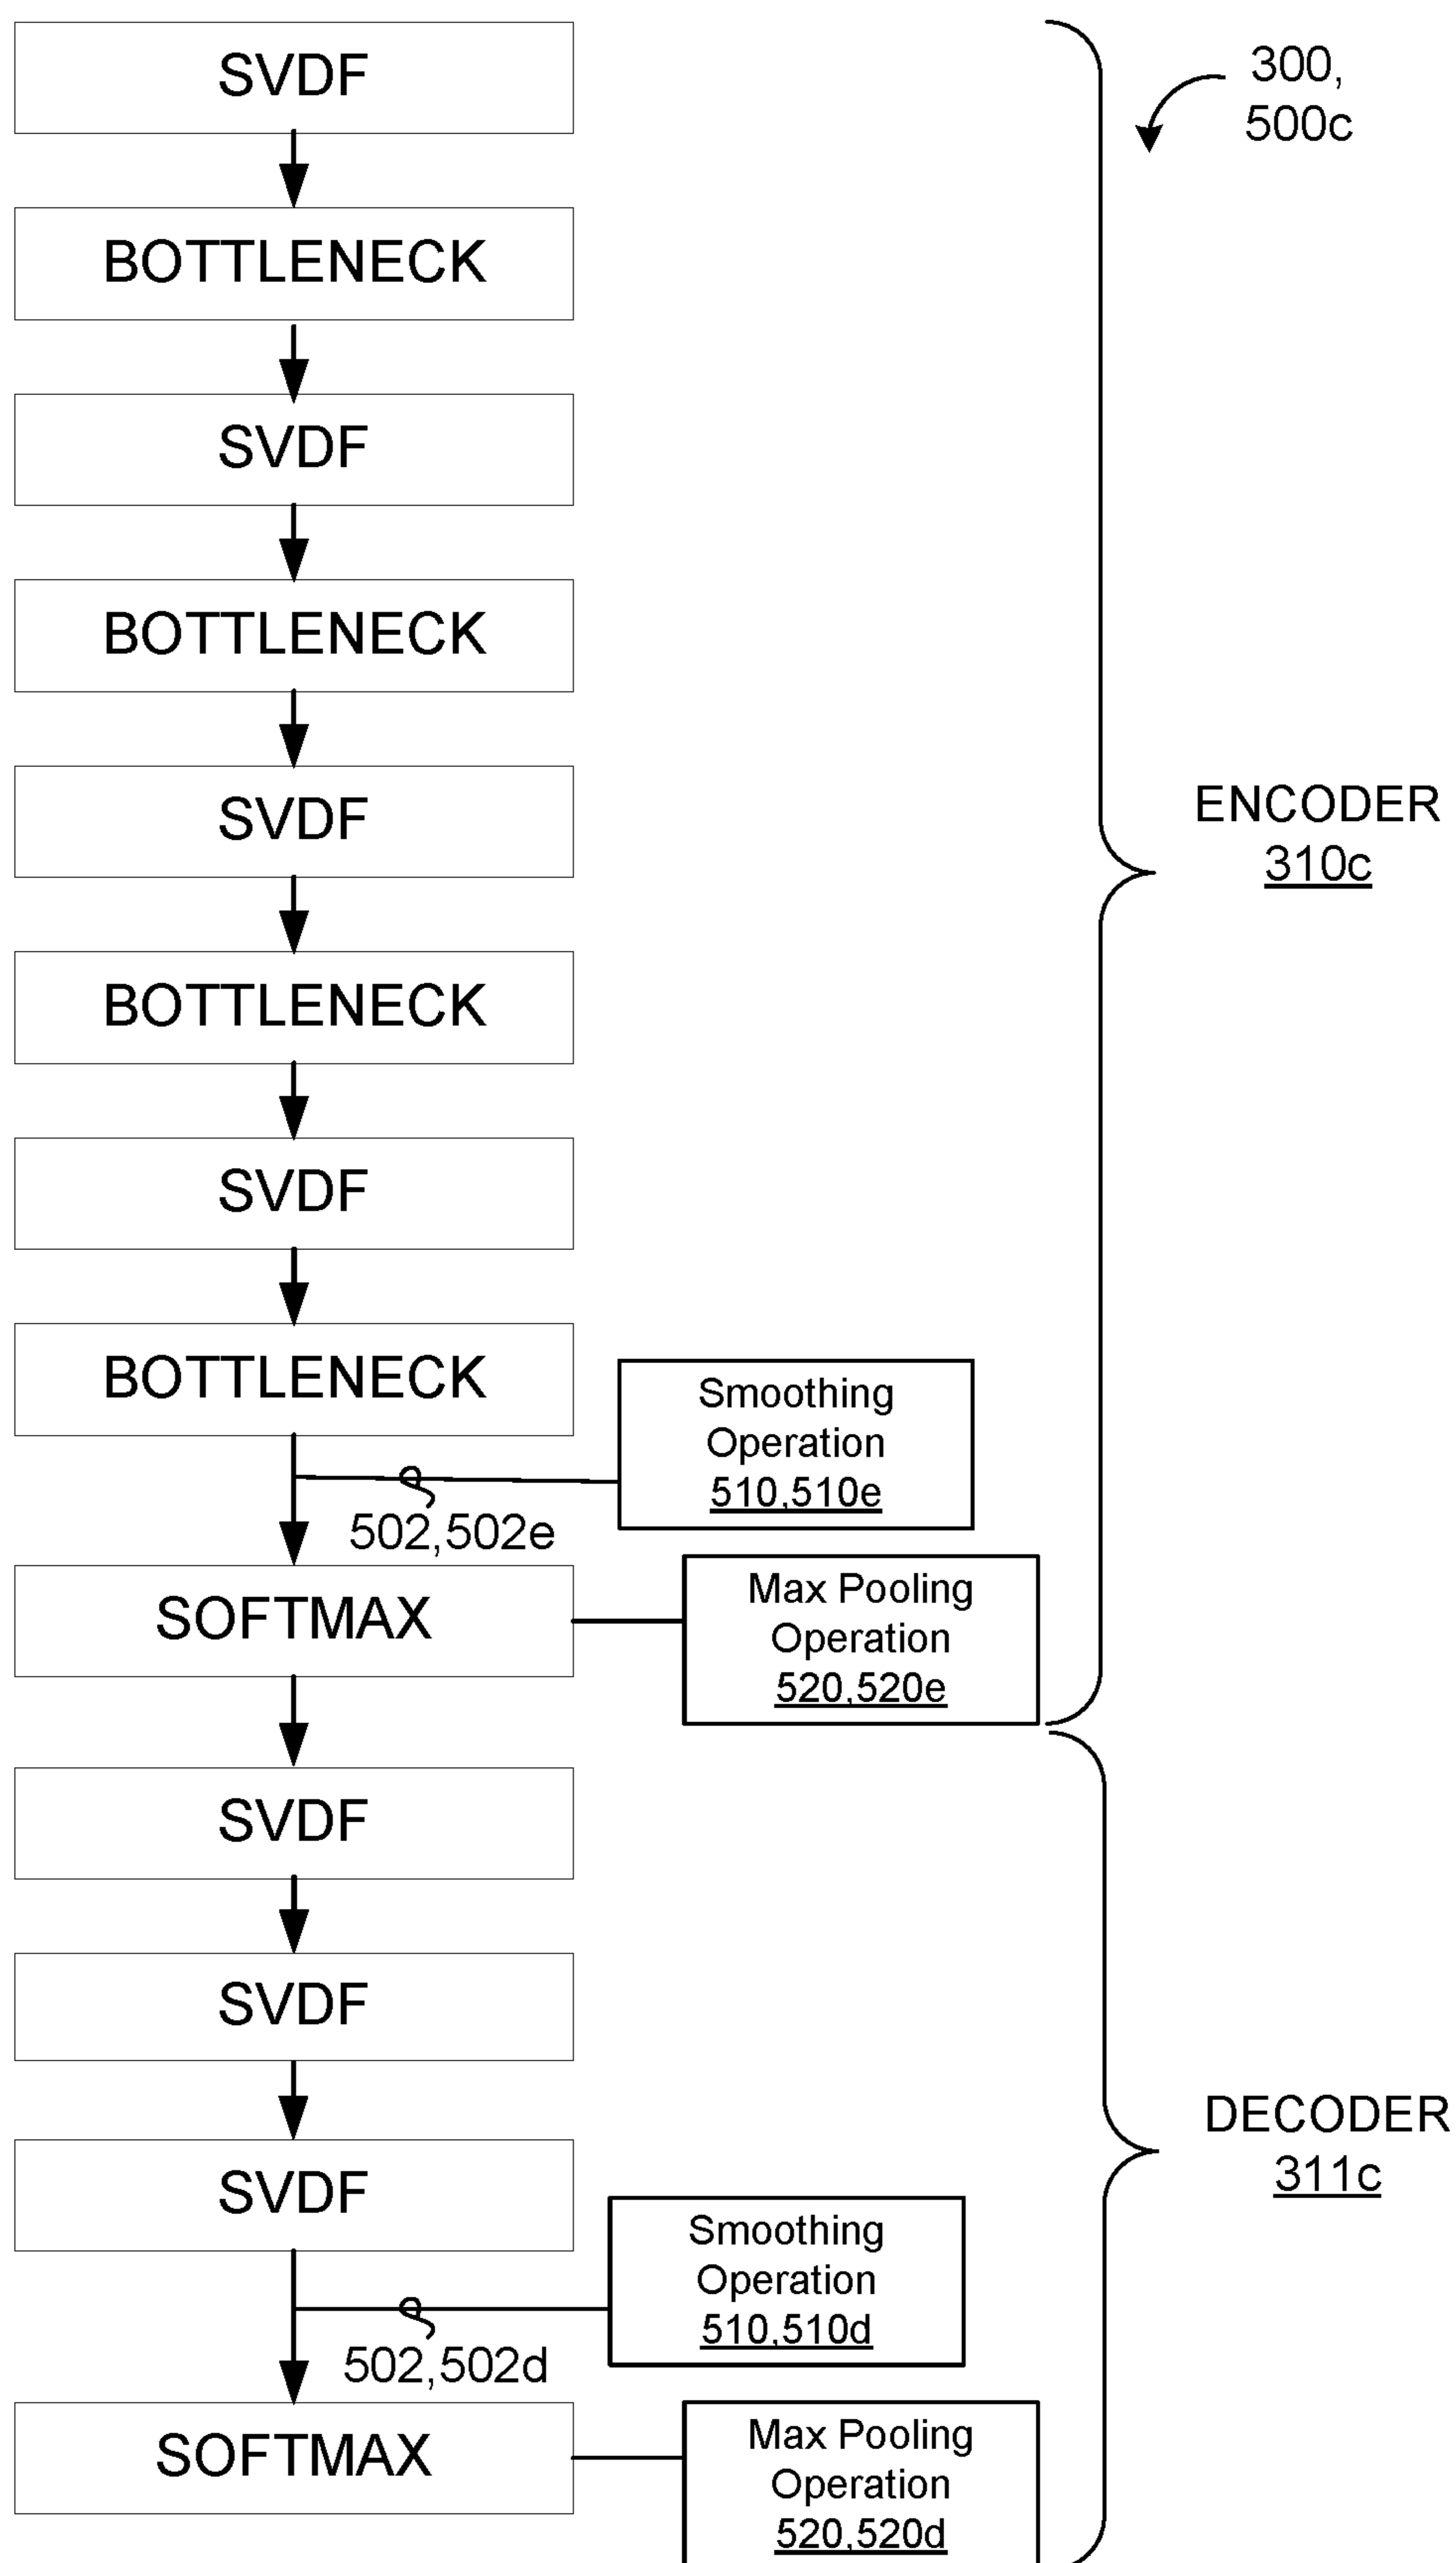 SVDF
300,
500c
BOTTLENECK
SVDF
BOTTLENECK
SVDF
ENCODER
310c
BOTTLENECK
SVDF
BOTTLENECK
Smoothing
Operation
510,510e
502,502e
SOFTMAX
Max Pooling
Operation
520,520e
SVDF
SVDF
DECODER
311c
SVDF
Smoothing
Operation
510,510d
502,502d
SOFTMAX
Max Pooling
Operation
520,520d